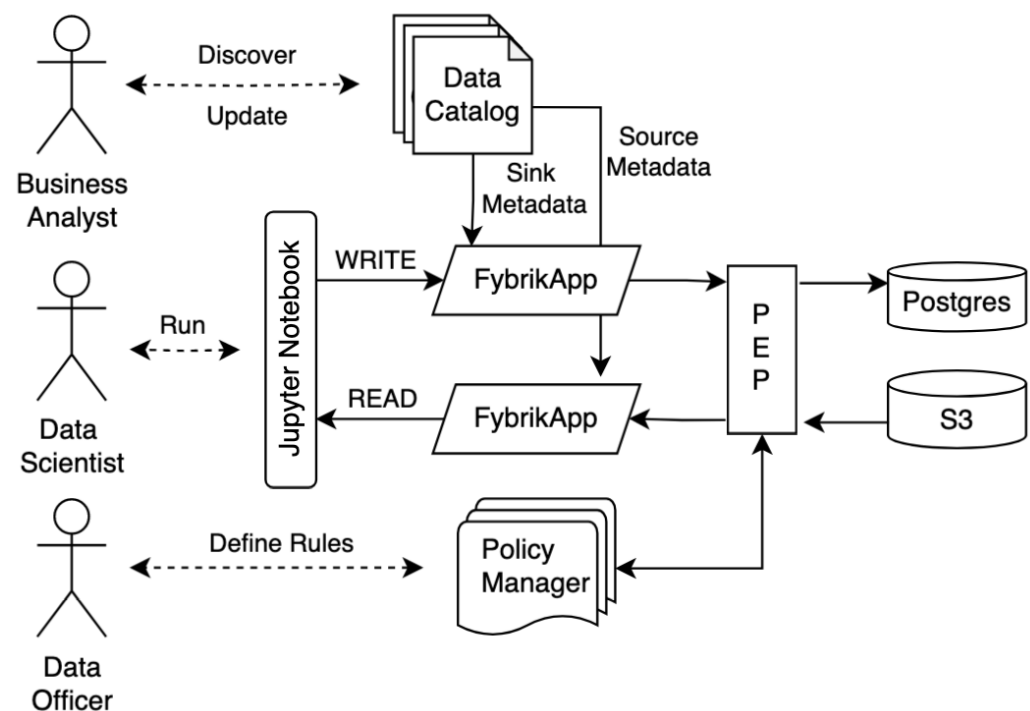 Discover
Update
Data
Catalog
Source
Metadata
Sink
Metadata
Business
Analyst
Jupyter Notebook
WRITE
FybrikApp
P
E
P
Postgres
Run
READ
FybrikApp
S3
Data
Scientist
Define Rules
Policy
Manager
Data
Officer